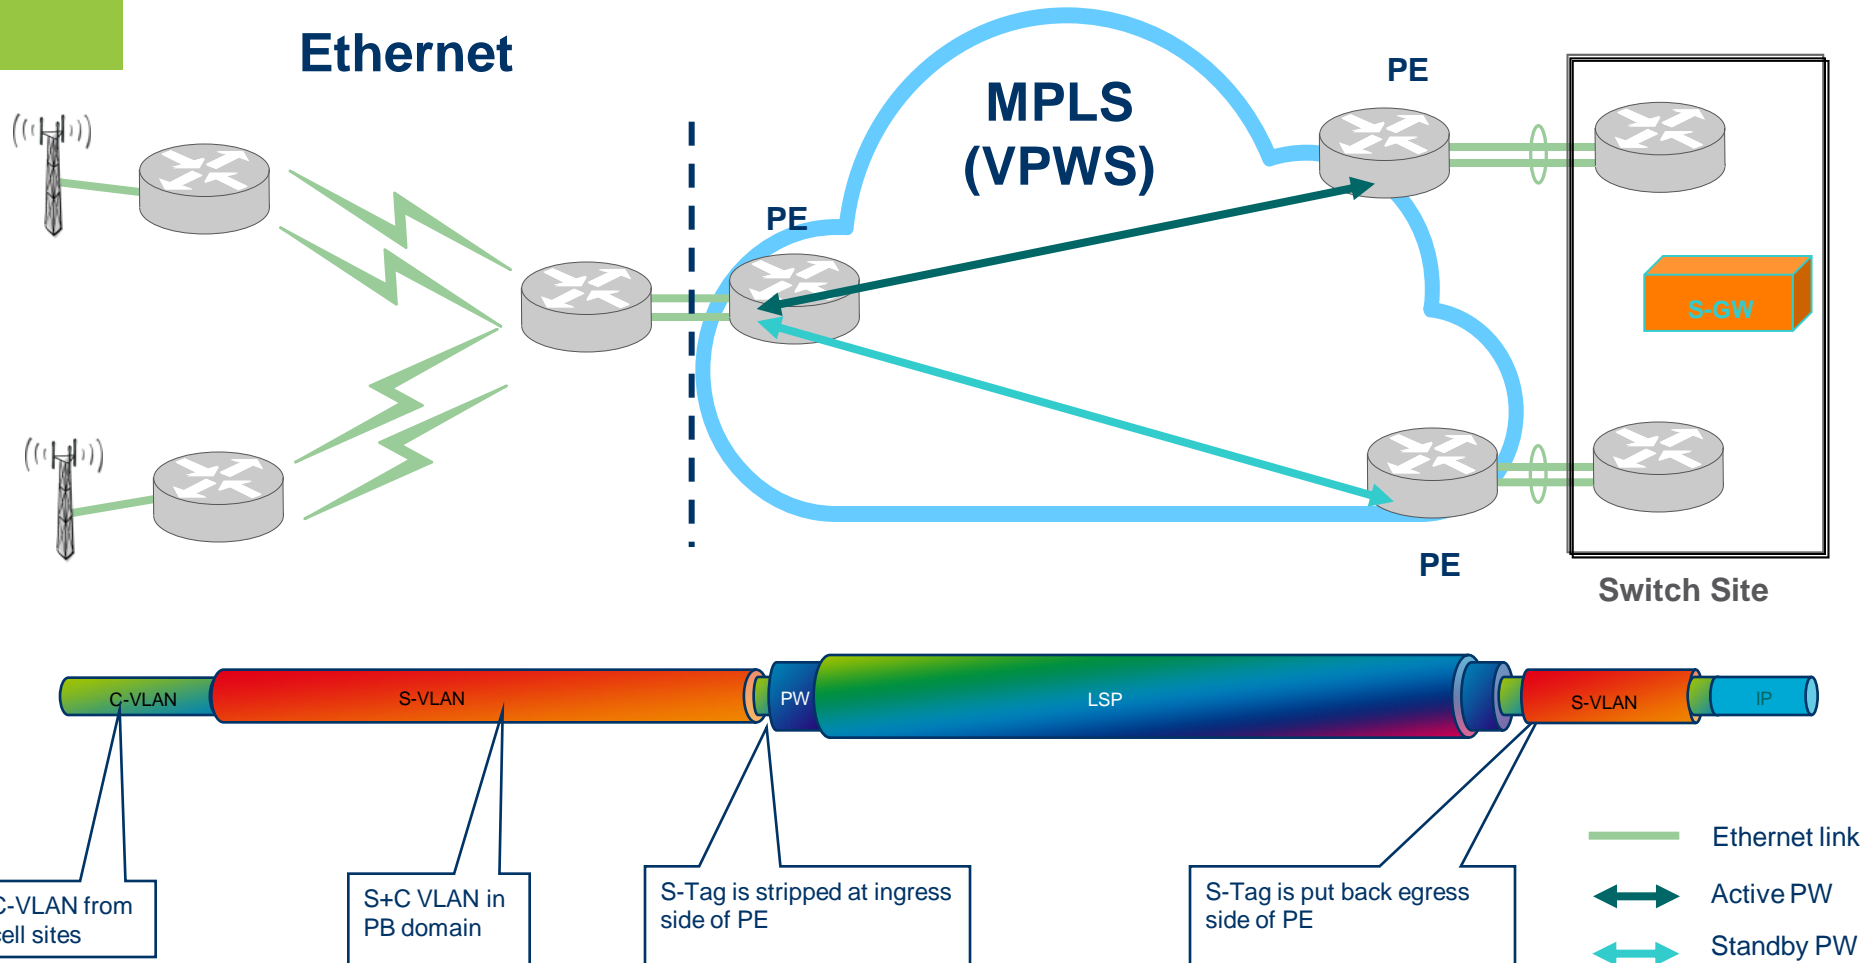 Ethernet
MPLS
(VPWS)
PE
PE
S-GW
PE
Switch Site
C-VLAN
S-VLAN
PW
LSP
S-VLAN
IP
C-VLAN from
cell sites
S+C VLAN in
PB domain
S-Tag is stripped at ingress
side of PE
S-Tag is put back egress
side of PE
Ethernet link
Active PW
Standby PW